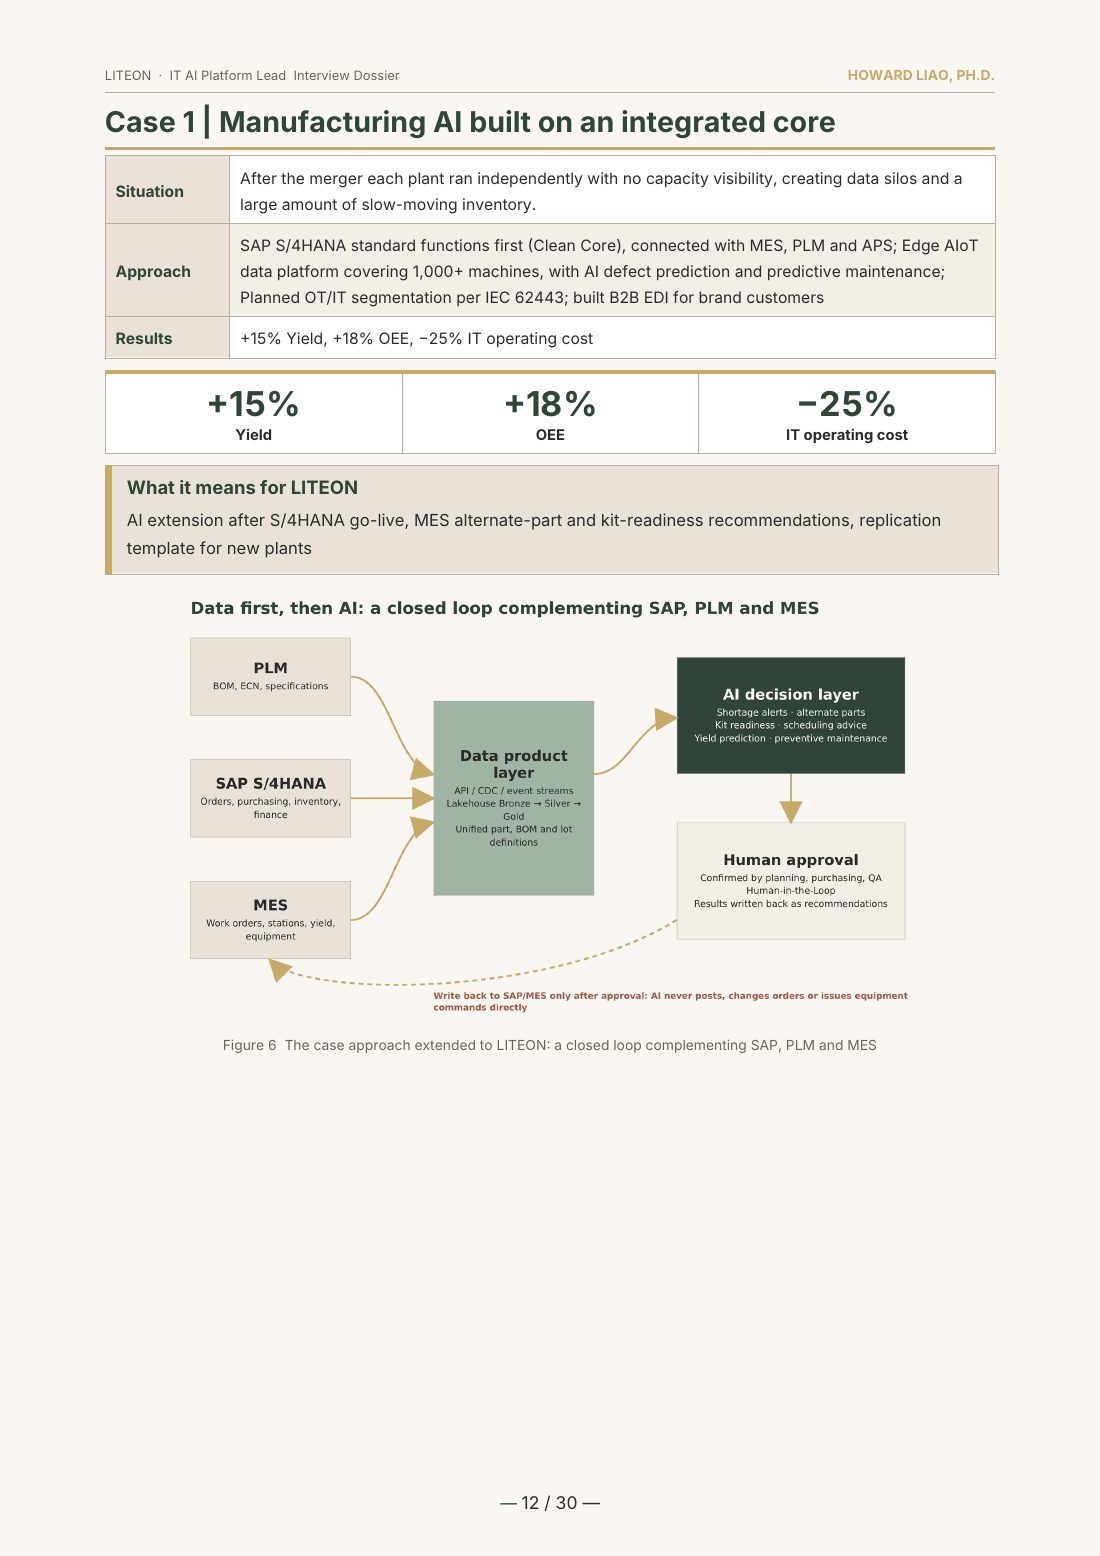 LITEON · IT AI Platform Lead Interview Dossier
HOWARD LIAO, PH.D.
Case 1 | Manufacturing AI built on an integrated core
Situation
After the merger each plant ran independently with no capacity visibility, creating data silos and a
large amount of slow-moving inventory.
Approach
SAP S/4HANA standard functions first (Clean Core), connected with MES, PLM and APS; Edge AIoT
data platform covering 1,000+ machines, with AI defect prediction and predictive maintenance;
Planned OT/IT segmentation per IEC 62443; built B2B EDI for brand customers
Results
+15% Yield, +18% OEE, −25% IT operating cost
+15%
Yield
+18%
OEE
−25%
IT operating cost
What it means for LITEON
AI extension after S/4HANA go-live, MES alternate-part and kit-readiness recommendations, replication
template for new plants
Data first, then AI: a closed loop complementing SAP, PLM and MES
PLM
BOM, ECN, specifications
SAP S/4HANA
Orders, purchasing, inventory,
finance
MES
Work orders, stations, yield,
equipment
Data product
layer
API / CDC / event streams
Lakehouse Bronze → Silver →
Gold
Unified part, BOM and lot
definitions
AI decision layer
Shortage alerts · alternate parts
Kit readiness · scheduling advice
Yield prediction · preventive maintenance
Human approval
Confirmed by planning, purchasing, QA
Human-in-the-Loop
Results written back as recommendations
Write back to SAP/MES only after approval: AI never posts, changes orders or issues equipment
commands directly
Figure 6 The case approach extended to LITEON: a closed loop complementing SAP, PLM and MES
— 12 / 30 —